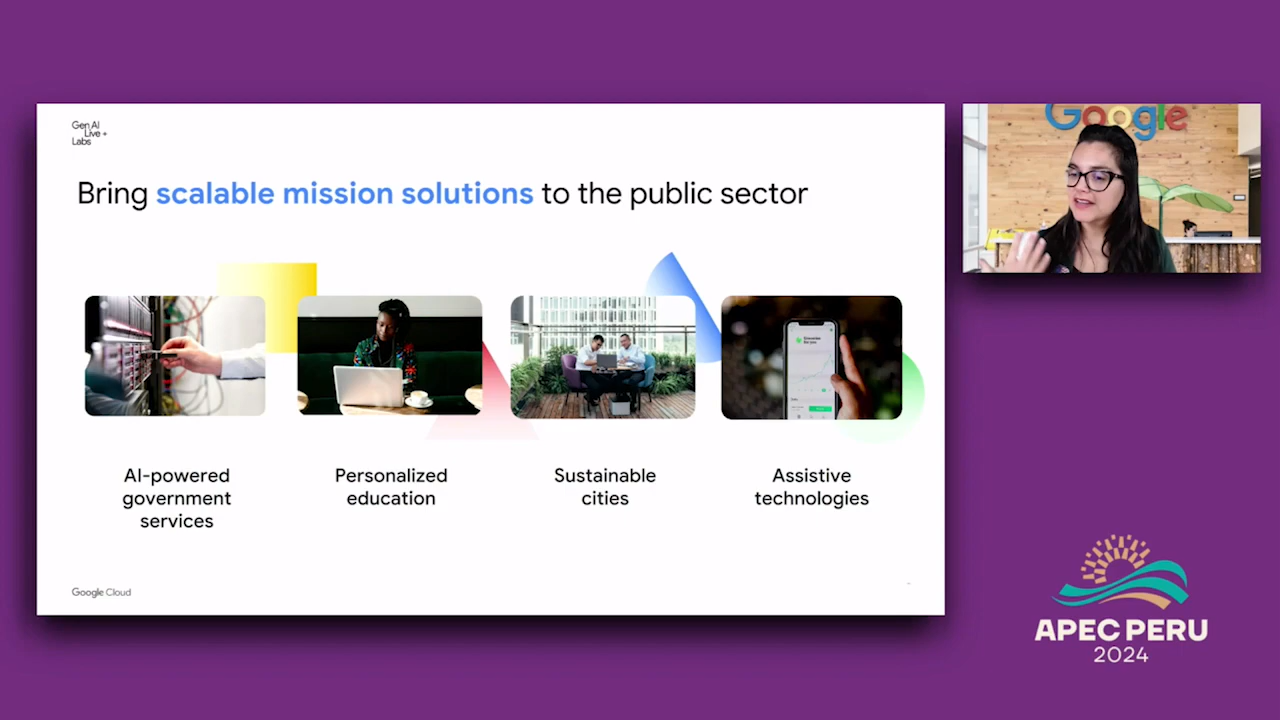 Gen AI
Live +
Labs
Bring scalable mission solutions to the public sector
AI-powered
government
services
Personalized
education
Sustainable
cities
Assistive
technologies
Google Cloud
Google
APEC PERU
2024